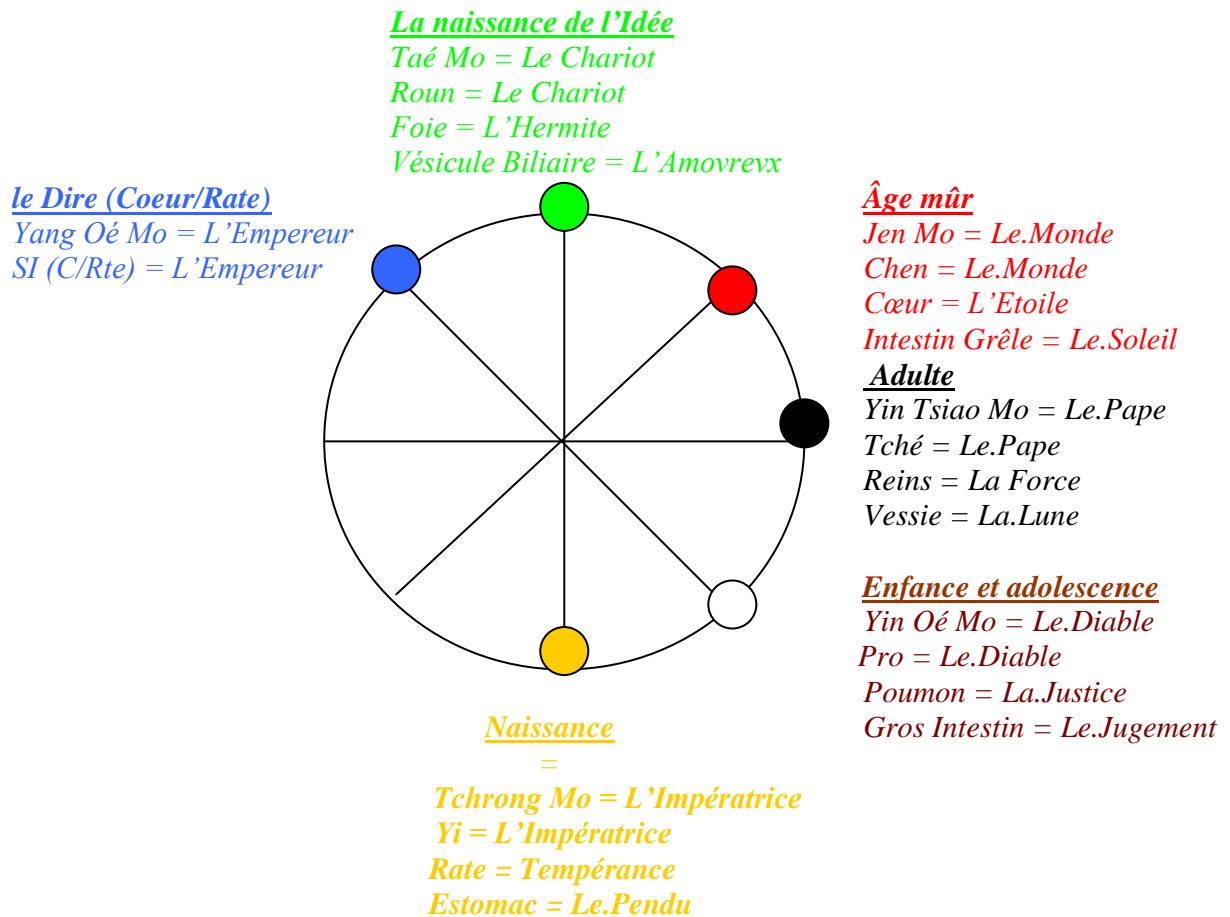 La naissance de l’Idée
Taé Mo = Le Chariot
Roun = Le Chariot
Foie = L’Hermite
Vésicule Biliaire = L’Amovrevx
le Dire (Coeur/Rate)
Yang Oé Mo = L’Empereur
SI (C/Rte) = L’Empereur
Âge mûr
Jen Mo = Le.Monde
Chen = Le.Monde
Cœur = L’Etoile
Intestin Grêle = Le.Soleil
Adulte
Yin Tsiao Mo = Le.Pape
Tché = Le.Pape
Reins = La Force
Vessie = La.Lune
Enfance et adolescence
Yin Oé Mo = Le.Diable
Pro = Le.Diable
Poumon = La.Justice
Gros Intestin = Le.Jugement
Naissance
=
Tchrong Mo = L’Impératrice
Yi = L’Impératrice
Rate = Tempérance
Estomac = Le.Pendu